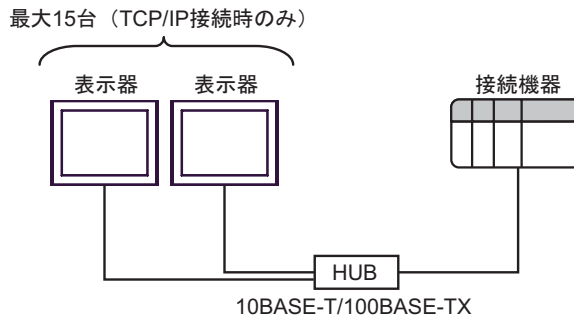 最大15台（TCP/IP接続時のみ）
表示器
表示器
接続機器
HUB
10BASE-T/100BASE-TX